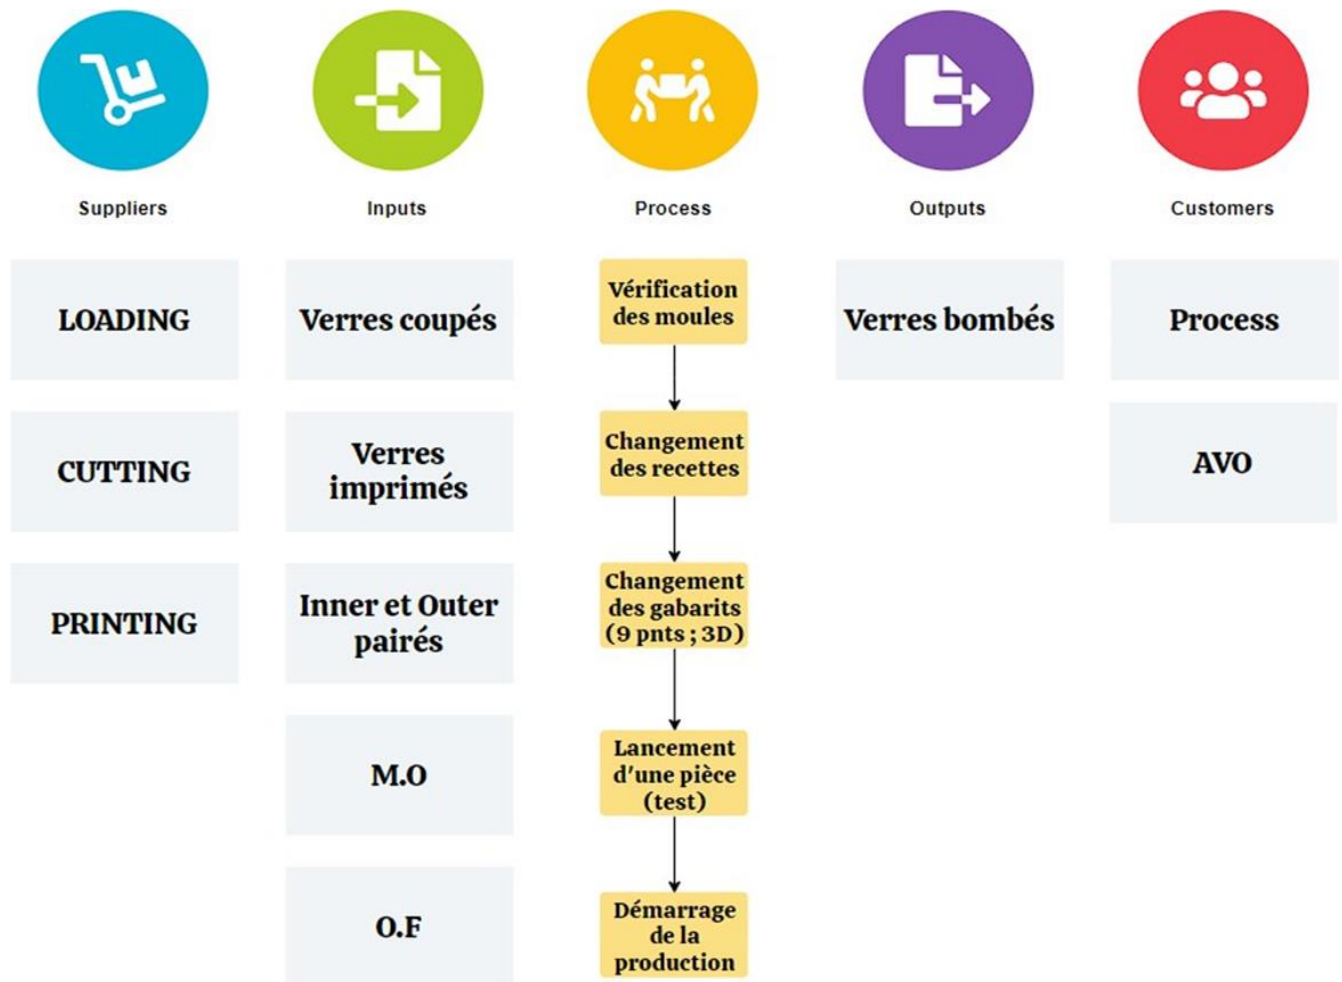 Suppliers
Inputs
Process
Outputs
Customers
LOADING
CUTTING
PRINTING
Verres coupés
Verres
imprimés
Inner et Outer
pairés
M.O
O.F
Vérification
des moules
Changement
des recettes
Changement
des gabarits
(9 pnts ; 3D)
Lancement
d'une pièce
(test)
Démarrage
de la
production
Verres bombés
Process
AVO